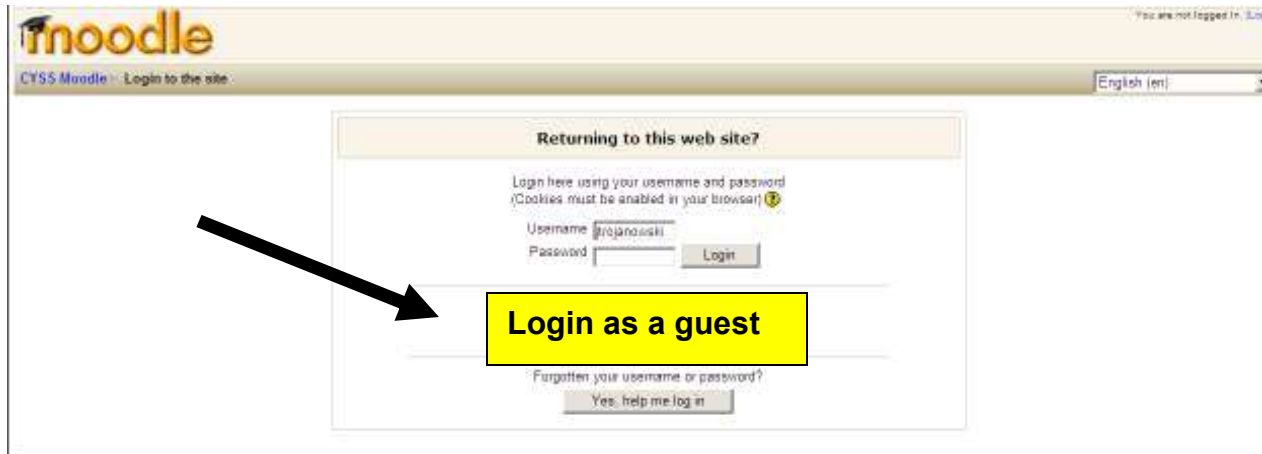 moodle
You are not logged in.
CYSS Moodle Login to the site
English (en)
Returning to this web site?
Login here using your username and password
(Cookies must be enabled in your browser) ?
Username trojanowski
Password Login
Login as a guest
Forgotten your username or password?
Yes, help me log in